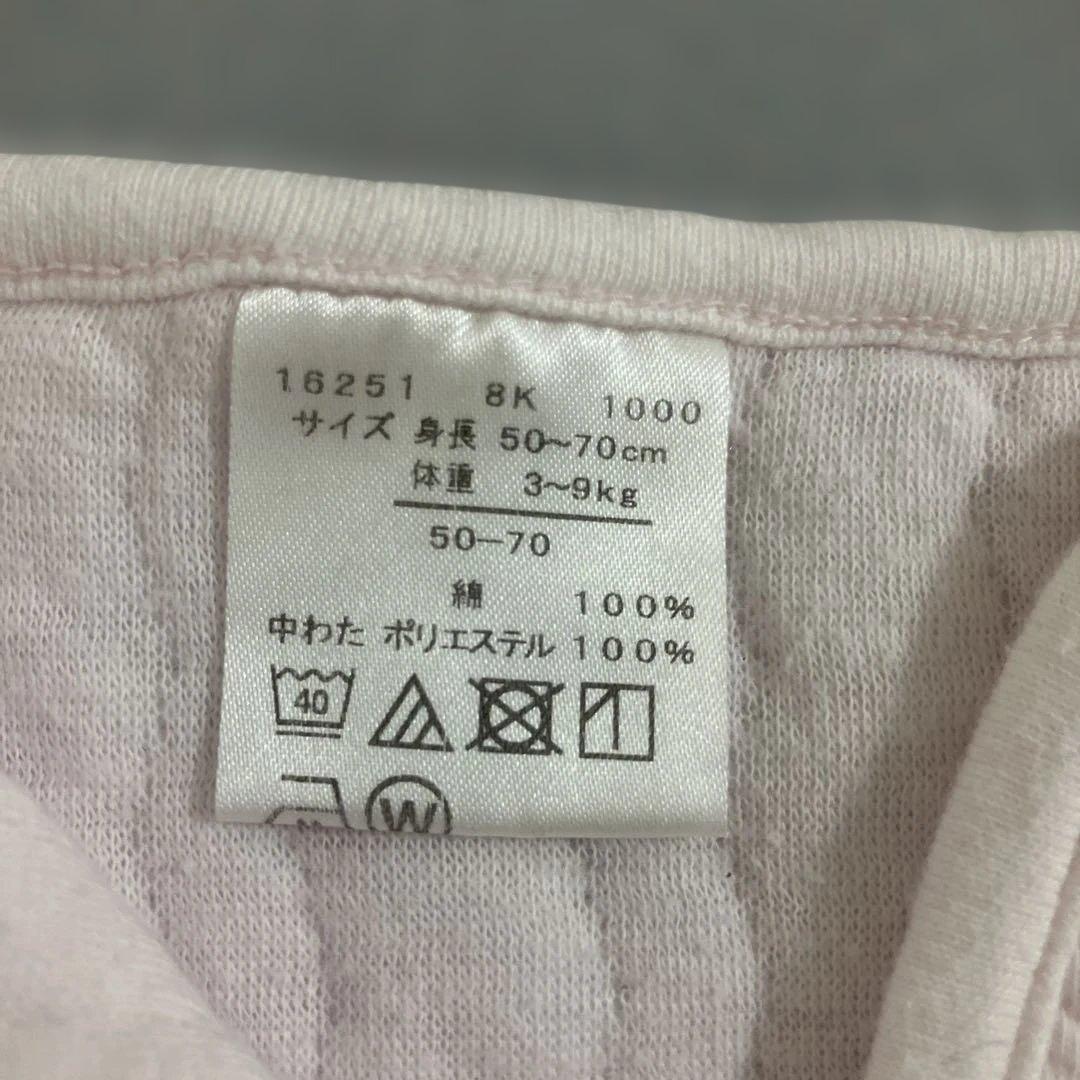 16251 8K 1000
サイズ 身長 50~70cm
体重 3~9kg
50-70
綿 100%
中わた ポリエステル 100%
40
W